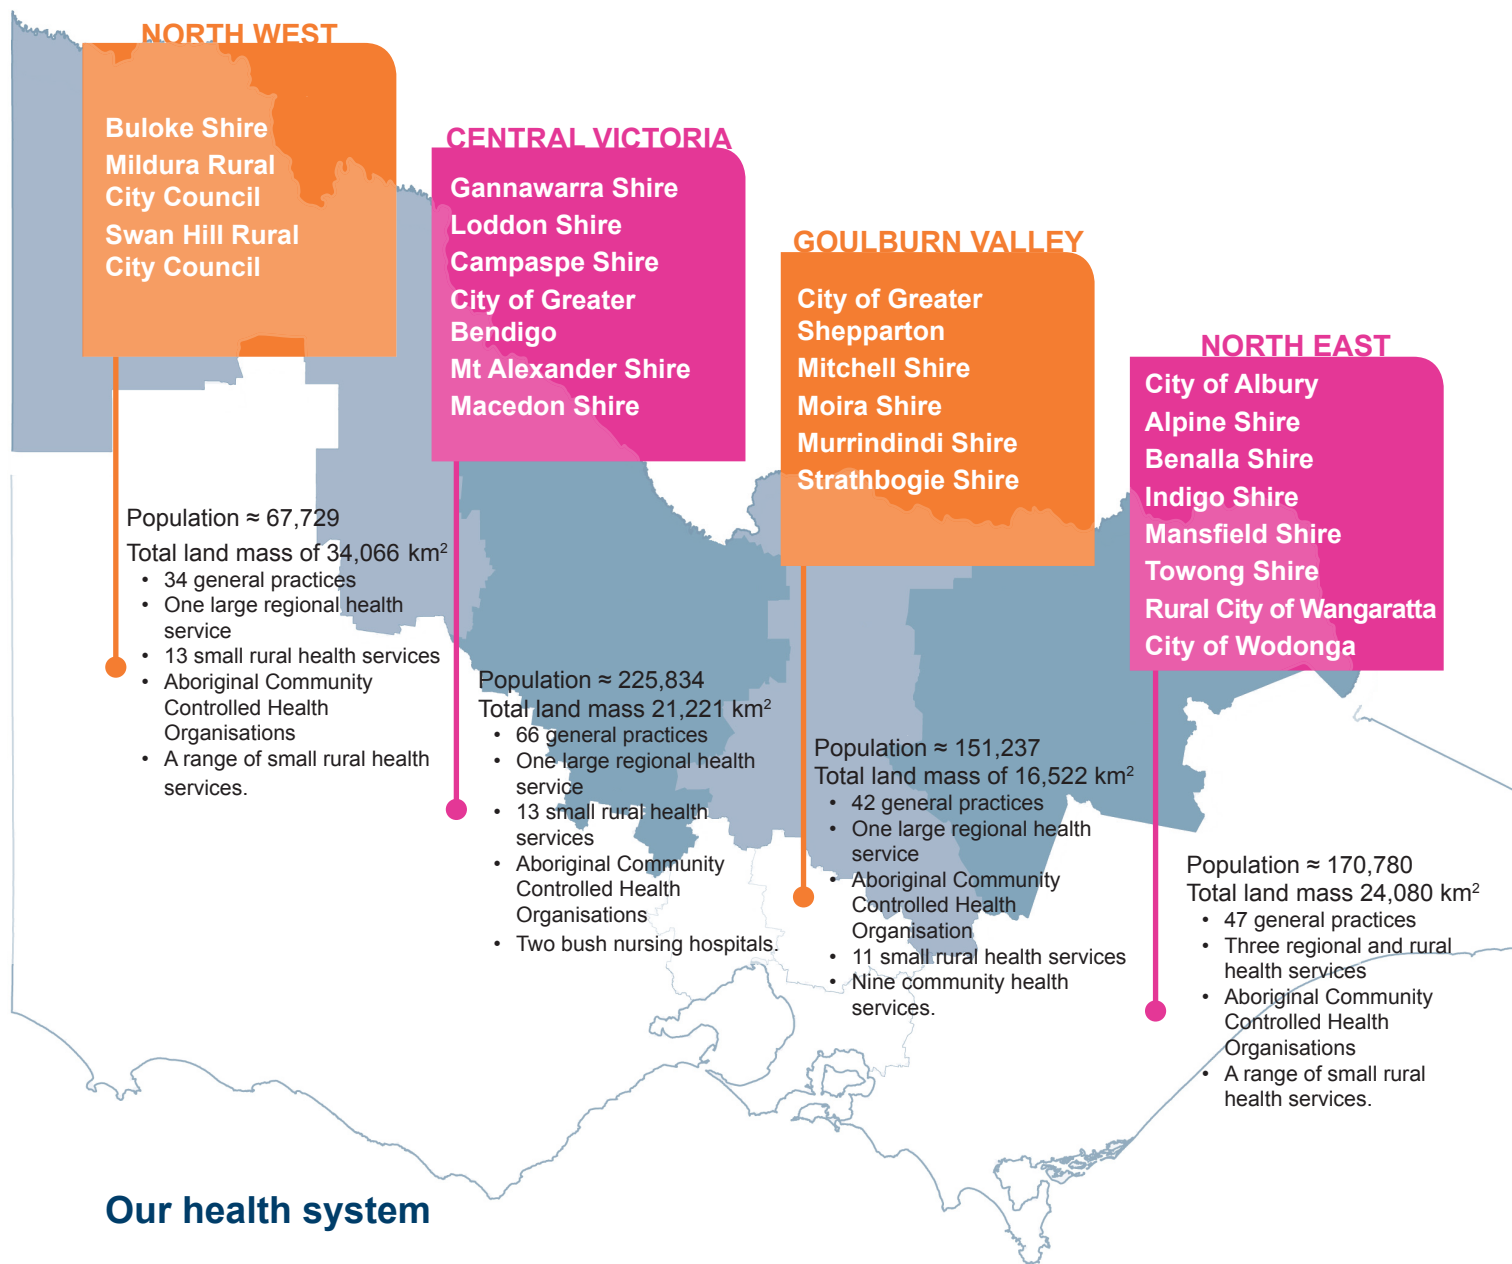 NORTH WEST
Buloke Shire
Mildura Rural
City Council
Swan Hill Rural
City Council
Population ≈ 67,729
Total land mass of 34,066 km²
• 34 general practices
• One large regional health
service
• 13 small rural health services
• Aboriginal Community
Controlled Health
Organisations
• A range of small rural health
services.
CENTRAL VICTORIA
Gannawarra Shire
Loddon Shire
Campaspe Shire
City of Greater
Bendigo
Mt Alexander Shire
Macedon Shire
Population ≈ 225,834
Total land mass 21,221 km²
• 66 general practices
• One large regional health
service
• 13 small rural health
services
• Aboriginal Community
Controlled Health
Organisations
• Two bush nursing hospitals.
GOULBURN VALLEY
City of Greater
Shepparton
Mitchell Shire
Moira Shire
Murrindindi Shire
Strathbogie Shire
Population ≈ 151,237
Total land mass of 16,522 km²
• 42 general practices
• One large regional health
service
• Aboriginal Community
Controlled Health
Organisation
• 11 small rural health services
• Nine community health
services.
NORTH EAST
City of Albury
Alpine Shire
Benalla Shire
Indigo Shire
Mansfield Shire
Towong Shire
Rural City of Wangaratta
City of Wodonga
Population ≈ 170,780
Total land mass 24,080 km²
• 47 general practices
• Three regional and rural
health services
• Aboriginal Community
Controlled Health
Organisations
• A range of small rural
health services.
Our health system